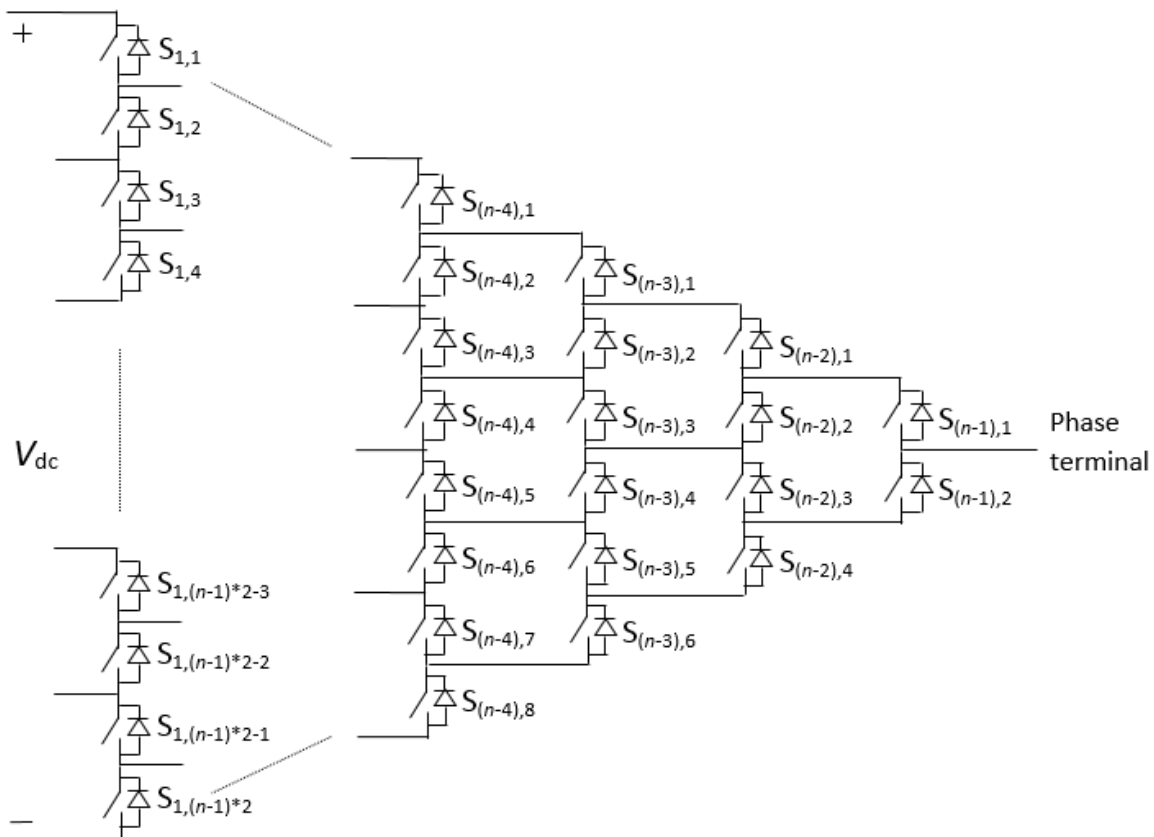 +
S1,1
S1,2
S1,3
S1,4
Vdc
S1,(n-1)*2-3
S1,(n-1)*2-2
S1,(n-1)*2-1
S1,(n-1)*2
–
S(n-4),1
S(n-4),2
S(n-4),3
S(n-4),4
S(n-4),5
S(n-4),6
S(n-4),7
S(n-4),8
S(n-3),1
S(n-3),2
S(n-3),3
S(n-3),4
S(n-3),5
S(n-3),6
S(n-2),1
S(n-2),2
S(n-2),3
S(n-2),4
S(n-1),1
S(n-1),2
Phase
terminal